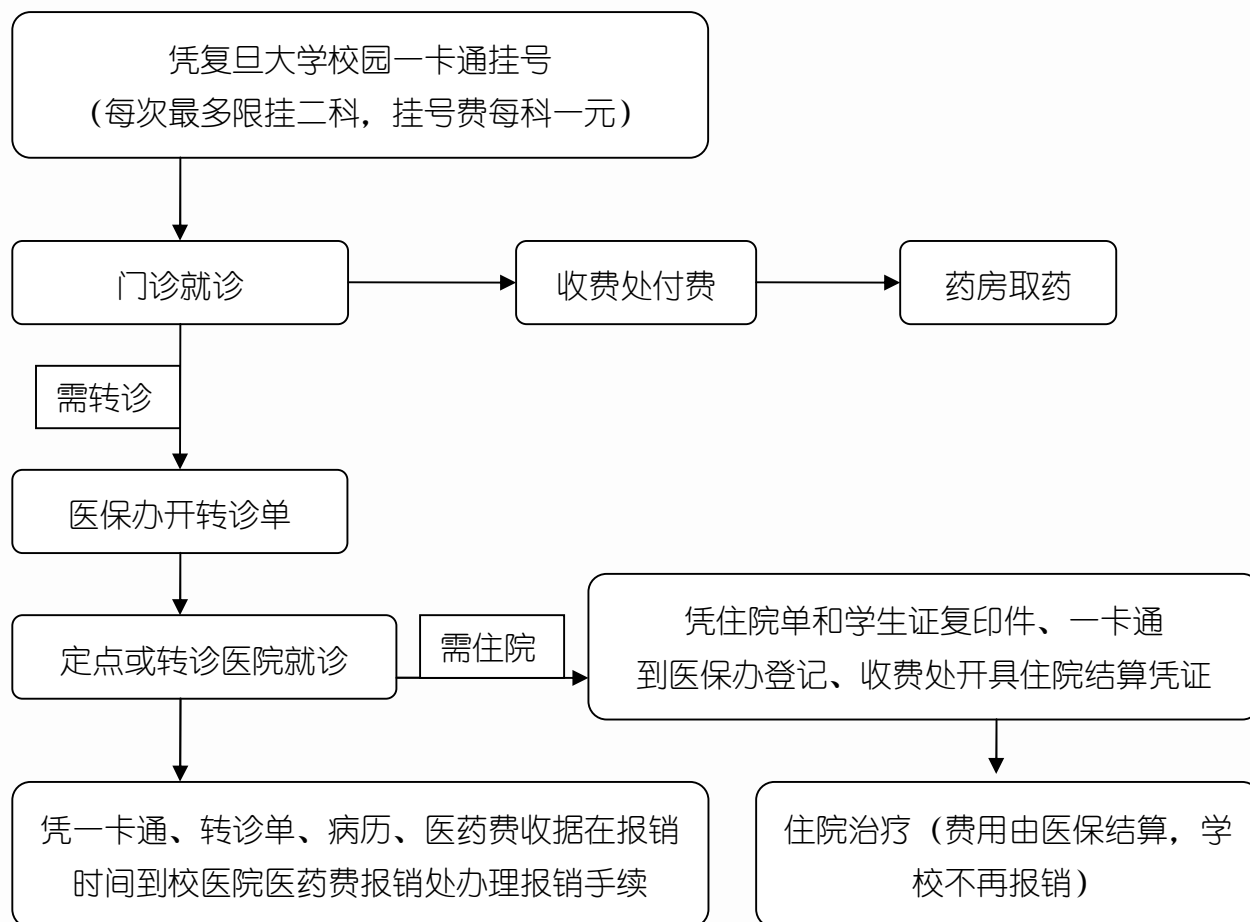 凭复旦大学校园一卡通挂号
（每次最多限挂二科，挂号费每科一元）
门诊就诊
收费处付费
药房取药
需转诊
医保办开转诊单
定点或转诊医院就诊
需住院
凭住院单和学生证复印件、一卡通
到医保办登记、收费处开具住院结算凭证
凭一卡通、转诊单、病历、医药费收据在报销
时间到校医院医药费报销处办理报销手续
住院治疗（费用由医保结算，学
校不再报销）